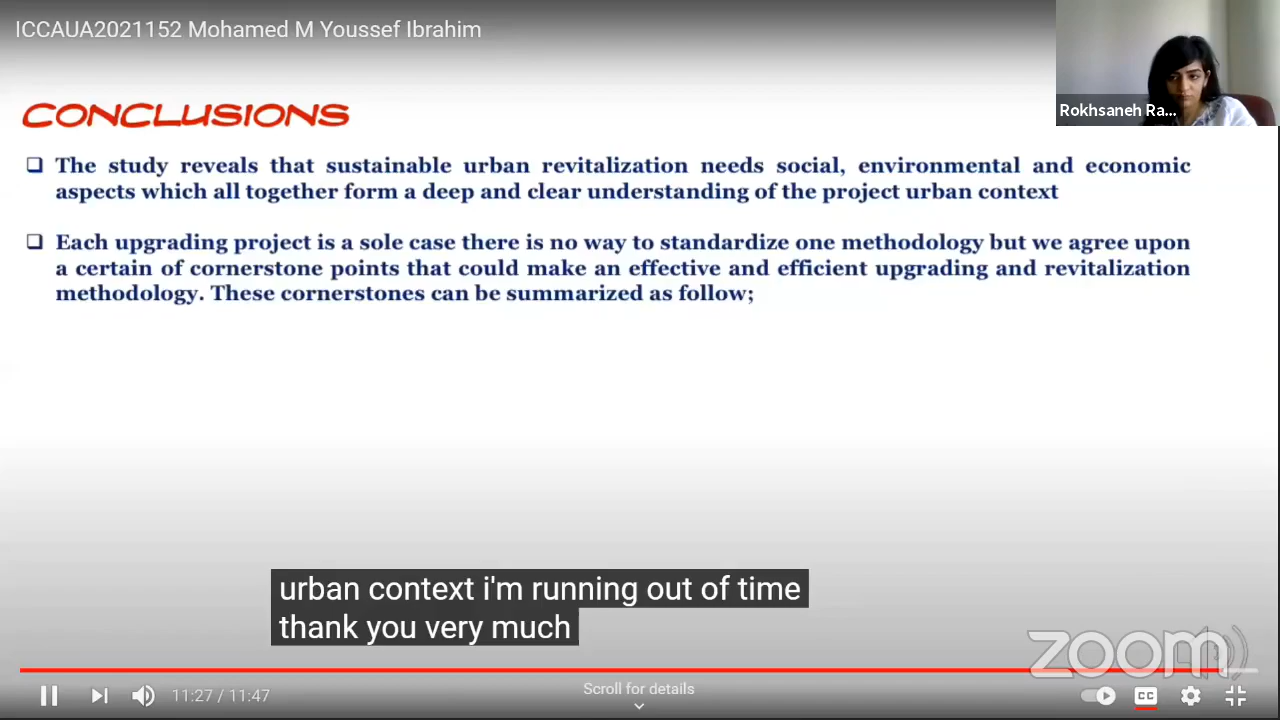 ICCAUA2021152 Mohamed M Youssef Ibrahim
Rokhsaneh Ra...
CONCLUSIONS
The study reveals that sustainable urban revitalization needs social, environmental and economic
aspects which all together form a deep and clear understanding of the project urban context
Each upgrading project is a sole case there is no way to standardize one methodology but we agree upon
a certain of cornerstone points that could make an effective and efficient upgrading and revitalization
methodology. These cornerstones can be summarized as follow;
urban context i'm running out of time
thank you very much
zoom
11:27 / 11:47
Scroll for details
CC